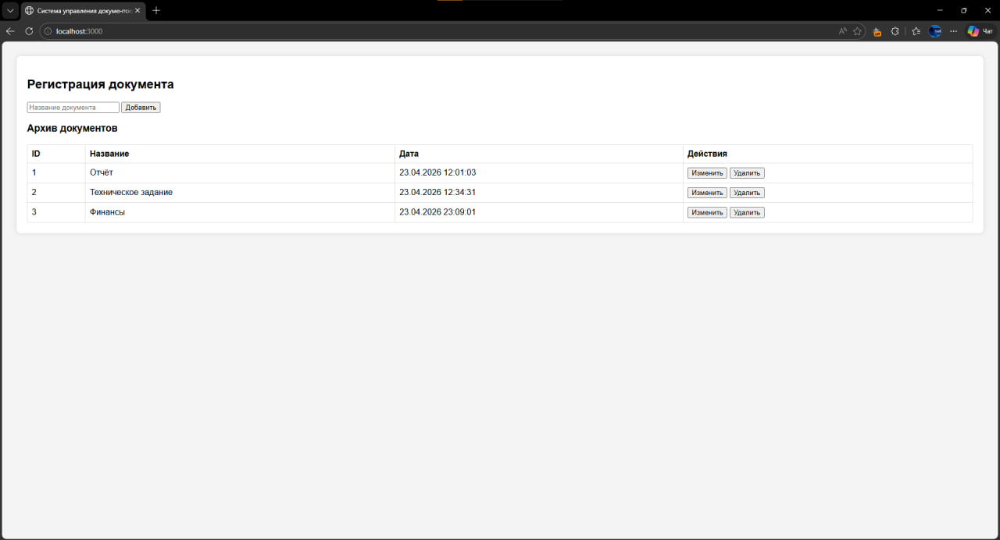 Система управления документоо
localhost:3000
Чат
Регистрация документа
Название документа Добавить
Архив документов
ID Название Дата Действия
1 Отчёт 23.04.2026 12:01:03 Изменить Удалить
2 Техническое задание 23.04.2026 12:34:31 Изменить Удалить
3 Финансы 23.04.2026 23:09:01 Изменить Удалить